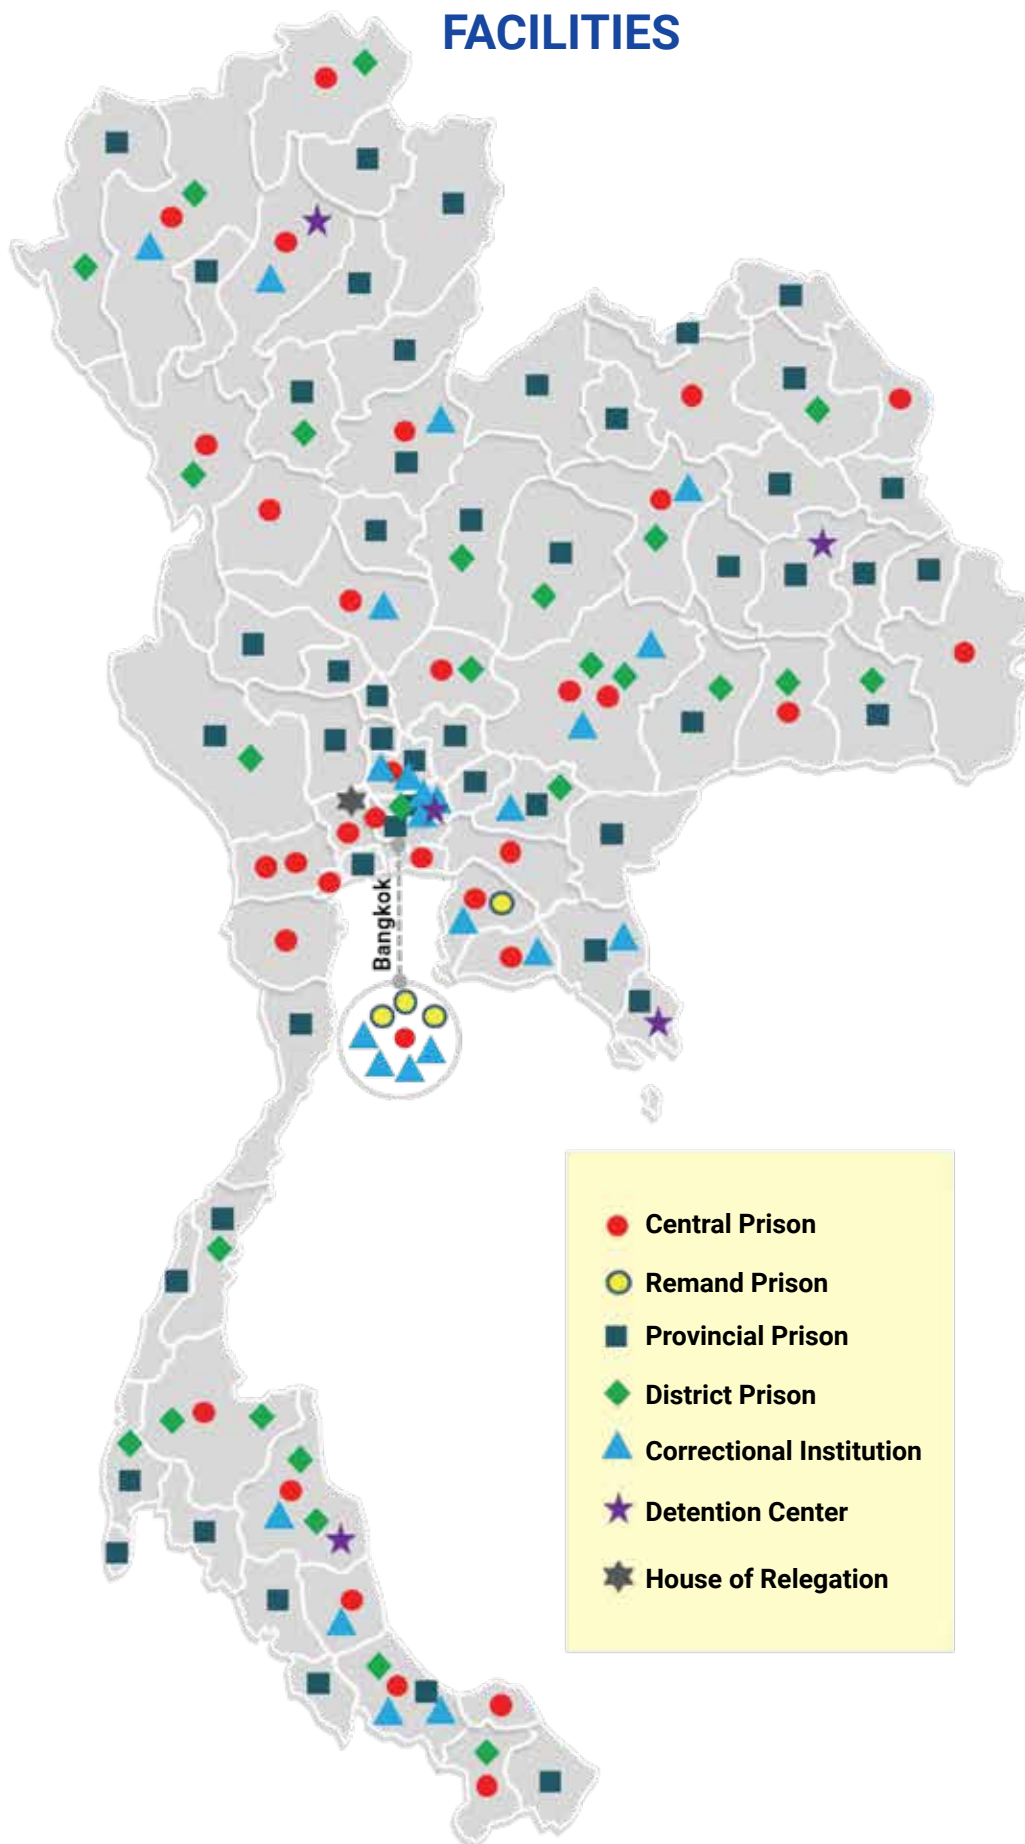 FACILITIES
Bangkok
Central Prison
Remand Prison
Provincial Prison
District Prison
Correctional Institution
Detention Center
House of Relegation